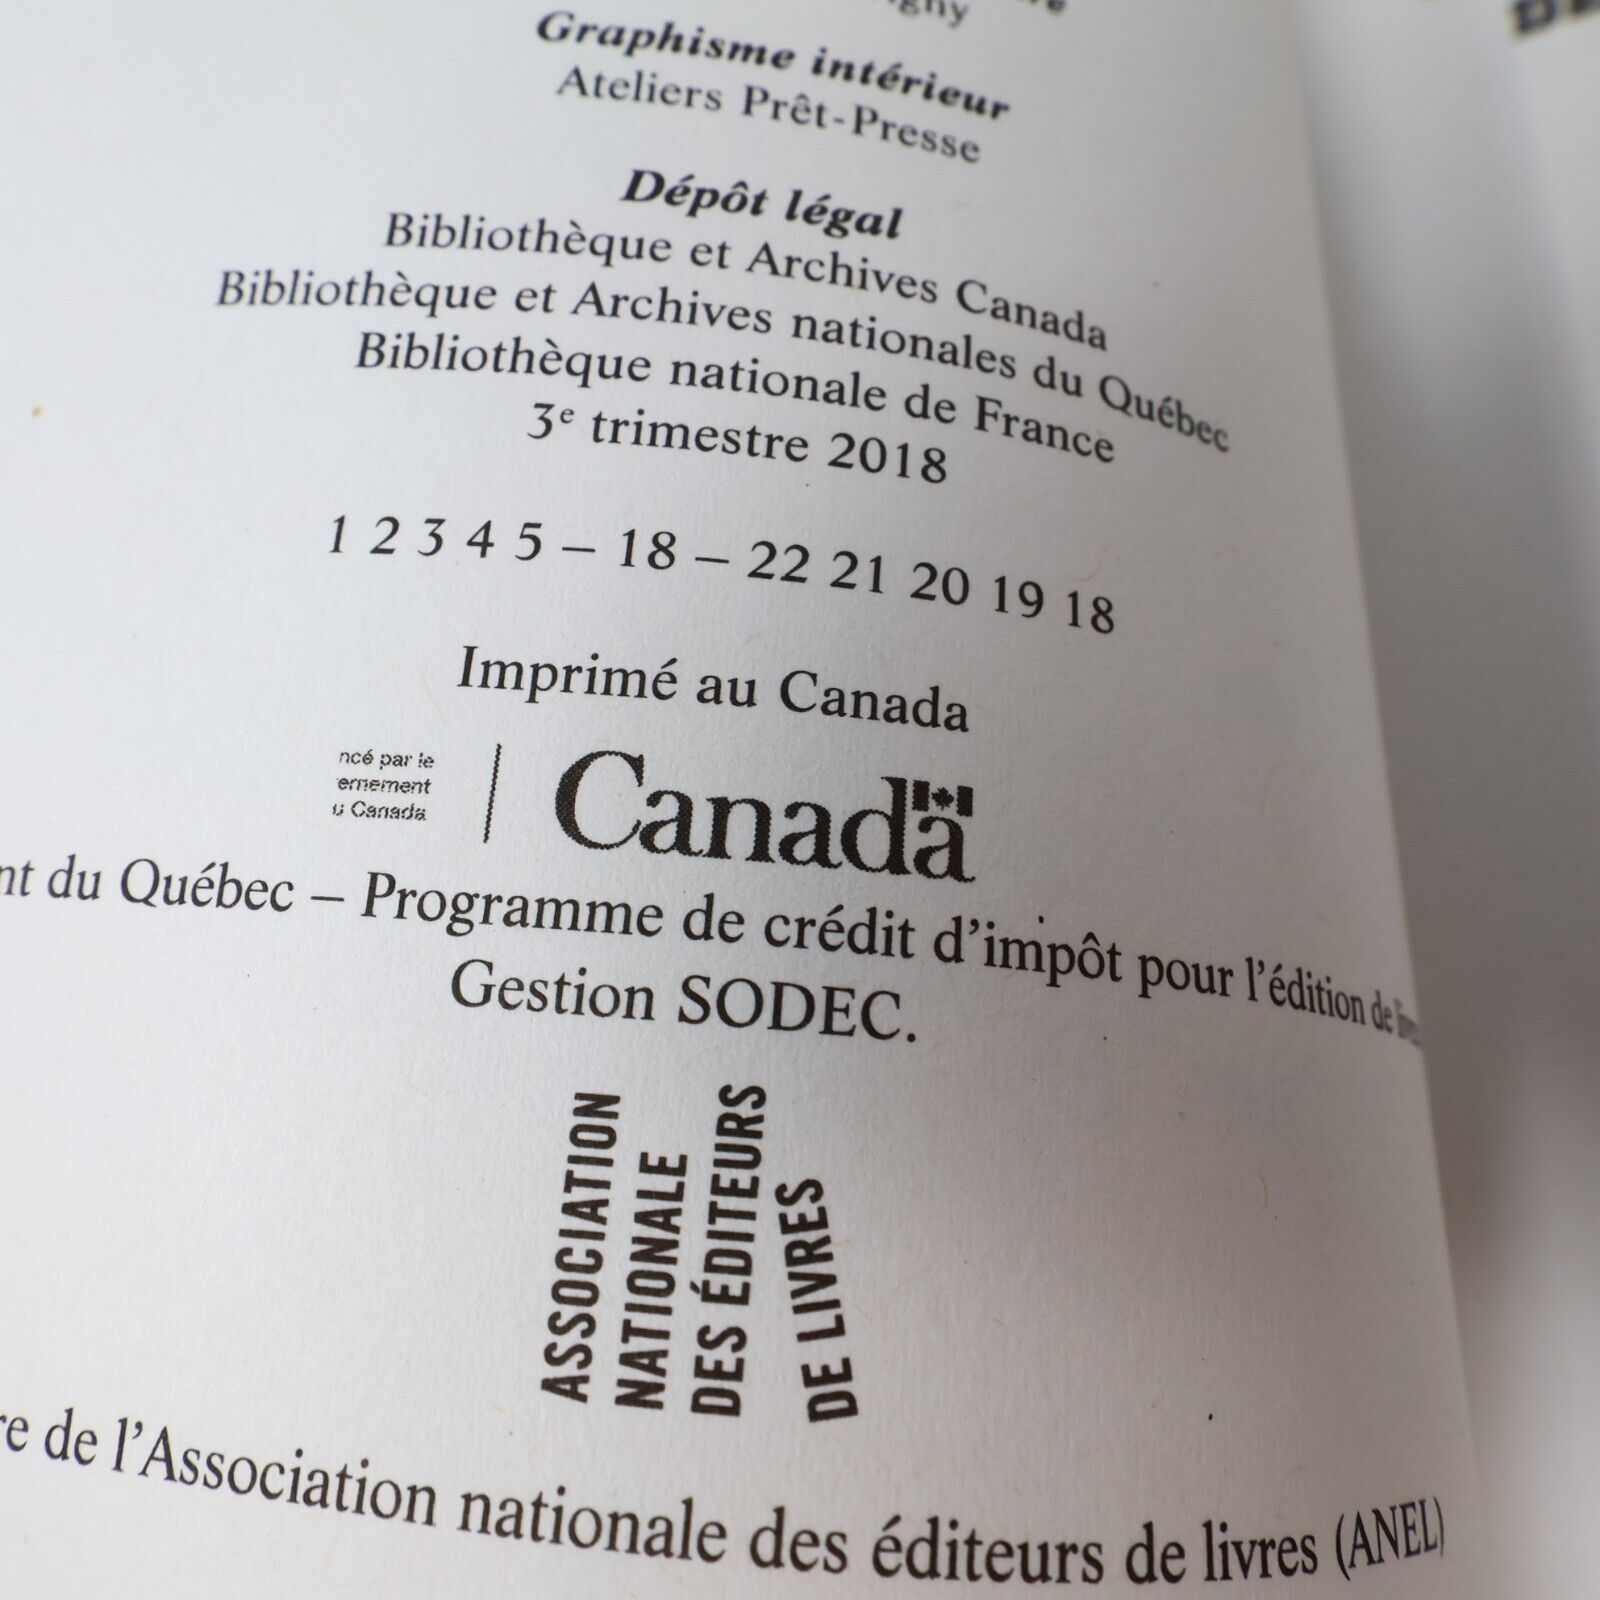 Graphisme intérieur
Ateliers Prêt-Presse
Dépôt légal
Bibliothèque et Archives Canada
Bibliothèque et Archives nationales du Québec
Bibliothèque nationale de France
3e trimestre 2018
1 2 3 4 5 – 18 – 22 21 20 19 18
Imprimé au Canada
ncé par le
ernement
u Canada
Canada
nt du Québec – Programme de crédit d'impôt pour l'édition de
Gestion SODEC.
ASSOCIATION
NATIONALE
DES ÉDITEURS
DE LIVRES
re de l'Association nationale des éditeurs de livres (ANEL)